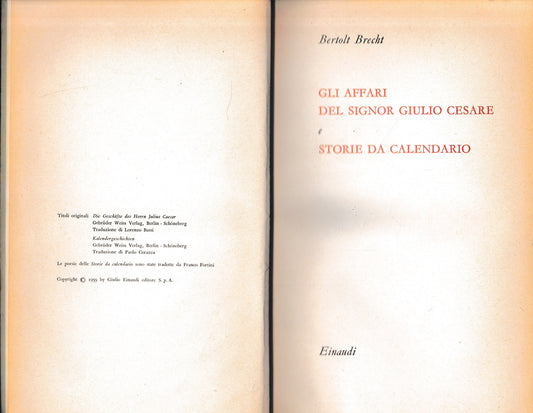 Titoli originali Die Geschäfte des Herrn Julius Caesar
Gebrüder Weiss Verlag, Berlin - Schöneberg
Traduzione di Lorenzo Bassi
Kalendergeschichten
Gebrüder Weiss Verlag, Berlin - Schöneberg
Traduzione di Paolo Corazza
Le poesie delle Storie da calendario sono state tradotte da Franco Fortini
Copyright © 1959 by Giulio Einaudi editore S. p. A.
Bertolt Brecht
GLI AFFARI
DEL SIGNOR GIULIO CESARE
e
STORIE DA CALENDARIO
Einaudi